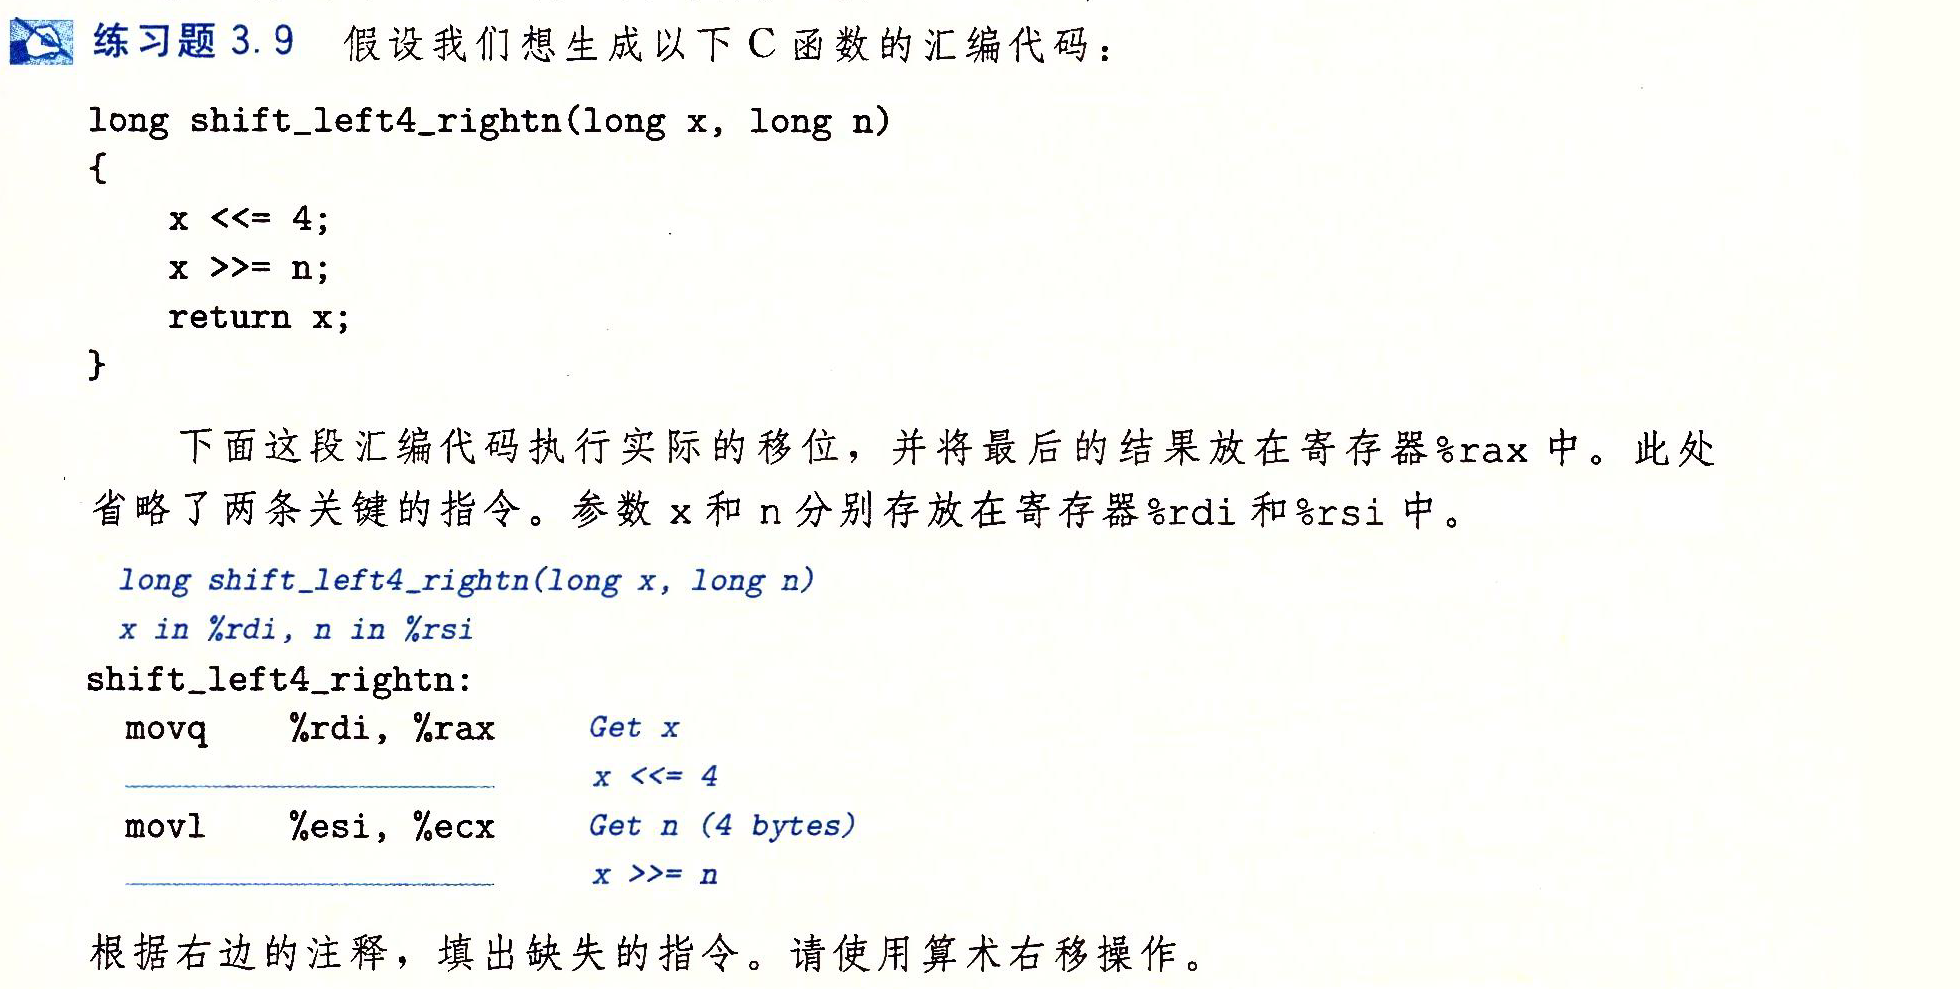 练习题 3.9 假设我们想生成以下 C 函数的汇编代码：
long shift_left4_rightn(long x, long n)
{
    x <<= 4;
    x >>= n;
    return x;
}
下面这段汇编代码执行实际的移位，并将最后的结果放在寄存器%rax 中。此处
省略了两条关键的指令。参数 x 和 n 分别存放在寄存器%rdi 和%rsi 中。
long shift_left4_rightn(long x, long n)
x in %rdi, n in %rsi
shift_left4_rightn:
movq    %rdi, %rax    Get x
x <<= 4
movl    %esi, %ecx    Get n (4 bytes)
x >>= n
根据右边的注释，填出缺失的指令。请使用算术右移操作。